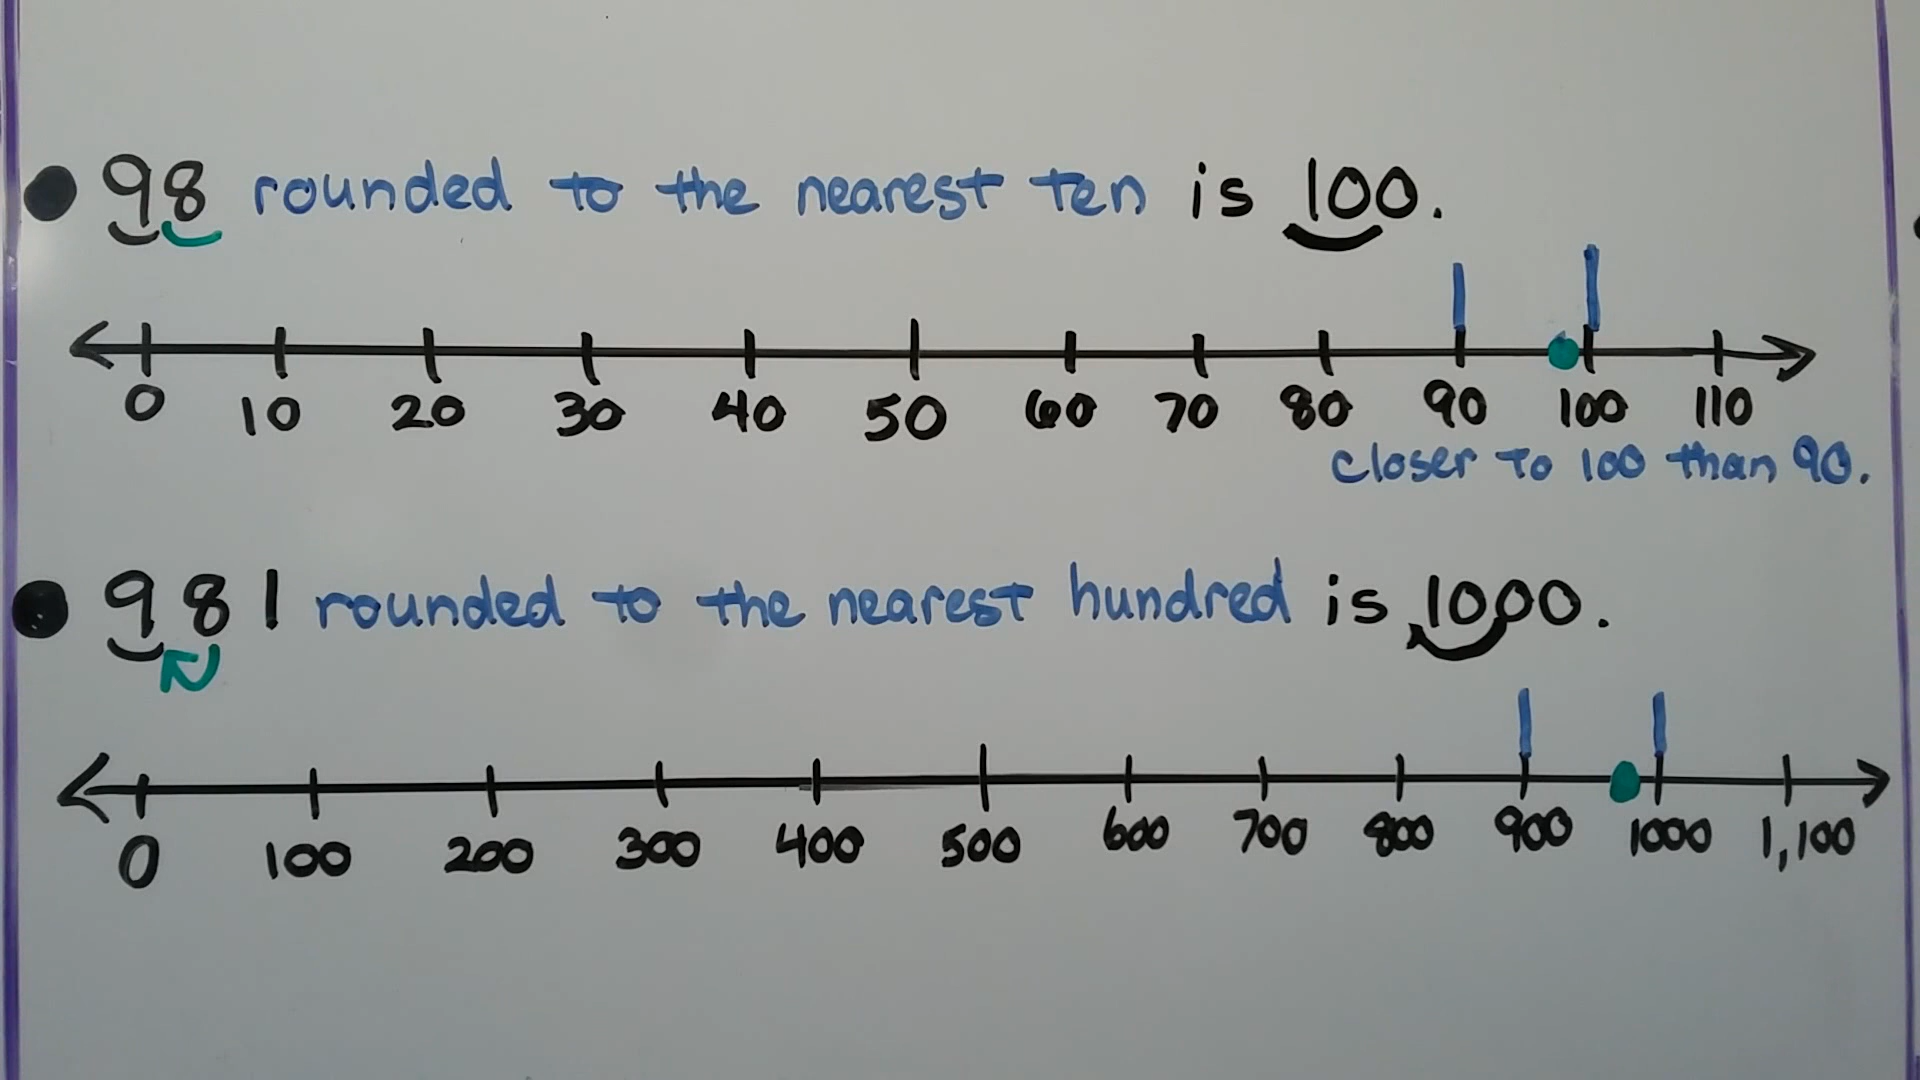 98 rounded to the nearest ten is 100.
0 10 20 30 40 50 60 70 80 90 100 110
closer to 100 than 90.
981 rounded to the nearest hundred is 1000.
0 100 200 300 400 500 600 700 800 900 1000 1,100